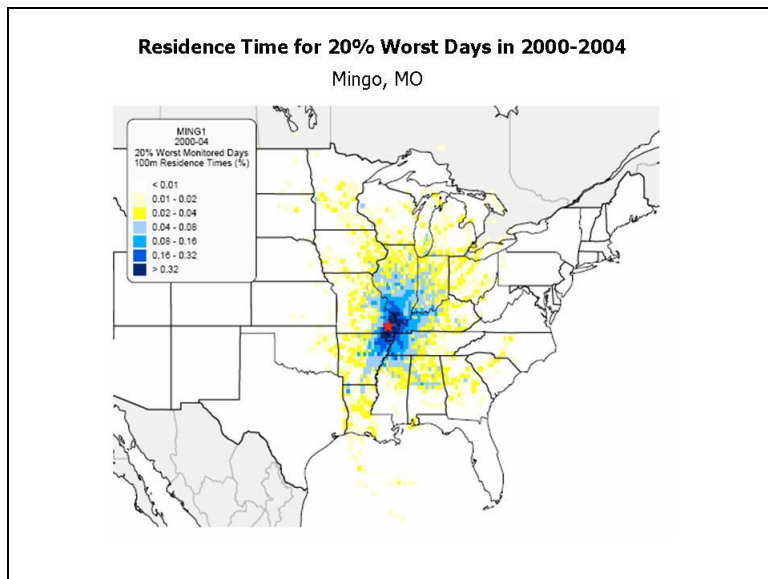 Residence Time for 20% Worst Days in 2000-2004
Mingo, MO
MING1
2000-04
20% Worst Monitored Days
100m Residence Times (%)
< 0.01
0.01 - 0.02
0.02 - 0.04
0.04 - 0.08
0.08 - 0.16
0.16 - 0.32
> 0.32